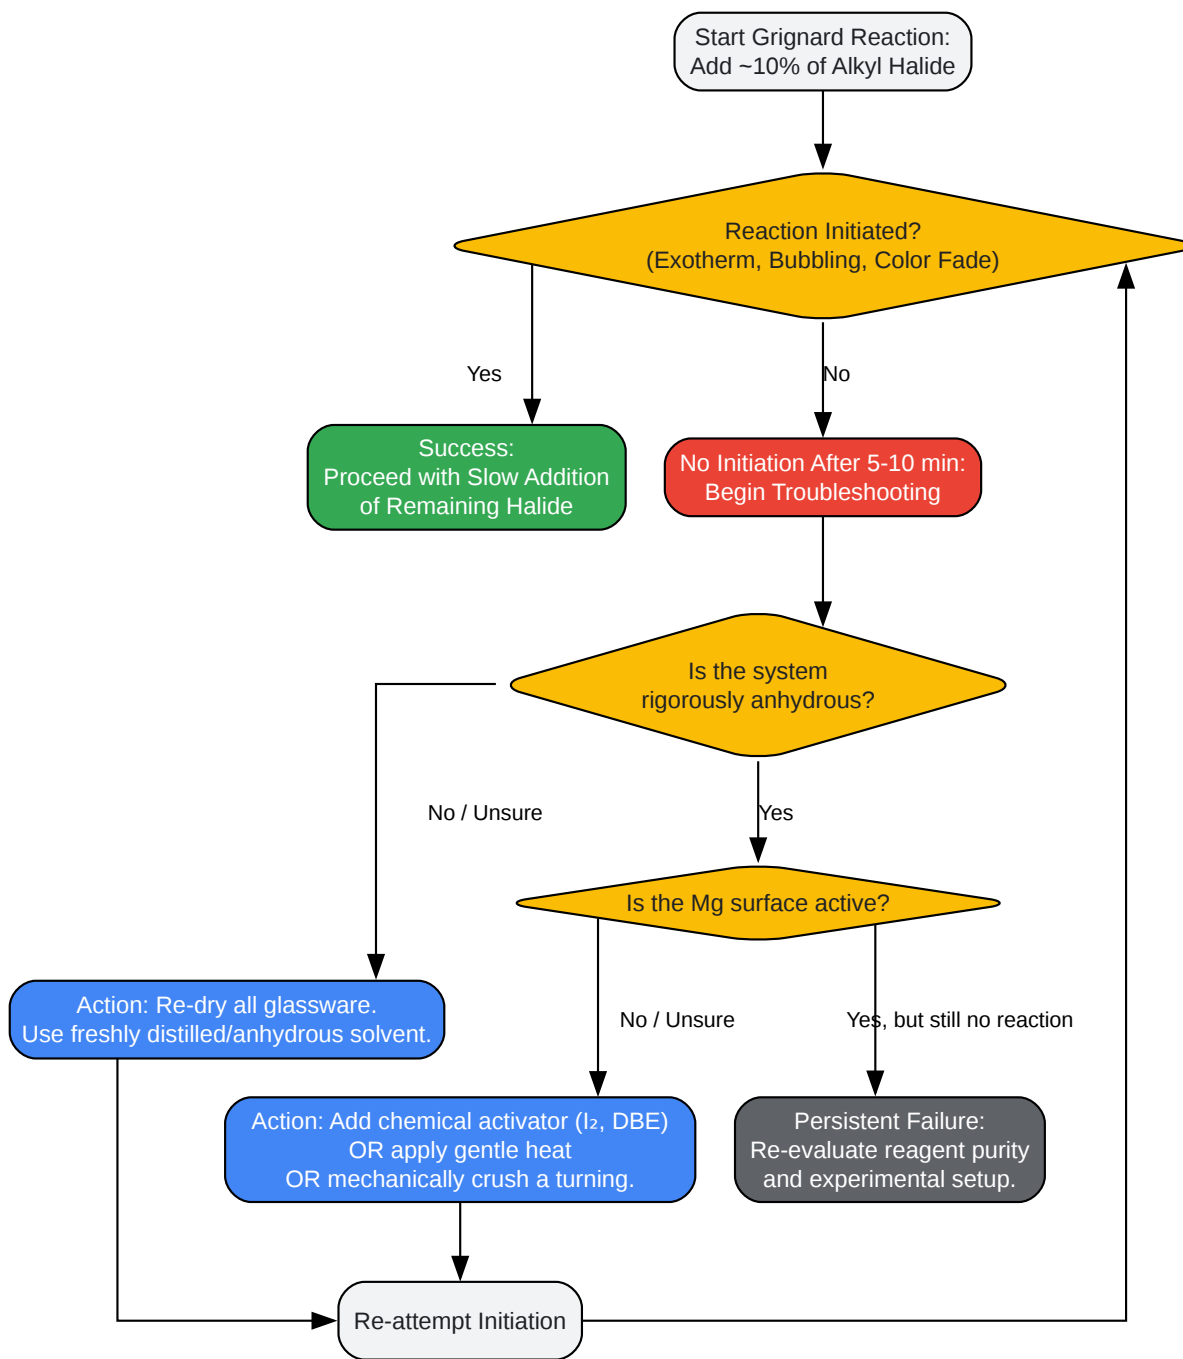 Start Grignard Reaction:
Add ~10% of Alkyl Halide
Reaction Initiated?
(Exotherm, Bubbling, Color Fade)
Yes
No
Success:
Proceed with Slow Addition
of Remaining Halide
No Initiation After 5-10 min:
Begin Troubleshooting
Is the system
rigorously anhydrous?
No / Unsure
Yes
Is the Mg surface active?
Action: Re-dry all glassware.
Use freshly distilled/anhydrous solvent.
No / Unsure
Yes, but still no reaction
Action: Add chemical activator (I₂, DBE)
OR apply gentle heat
OR mechanically crush a turning.
Persistent Failure:
Re-evaluate reagent purity
and experimental setup.
Re-attempt Initiation